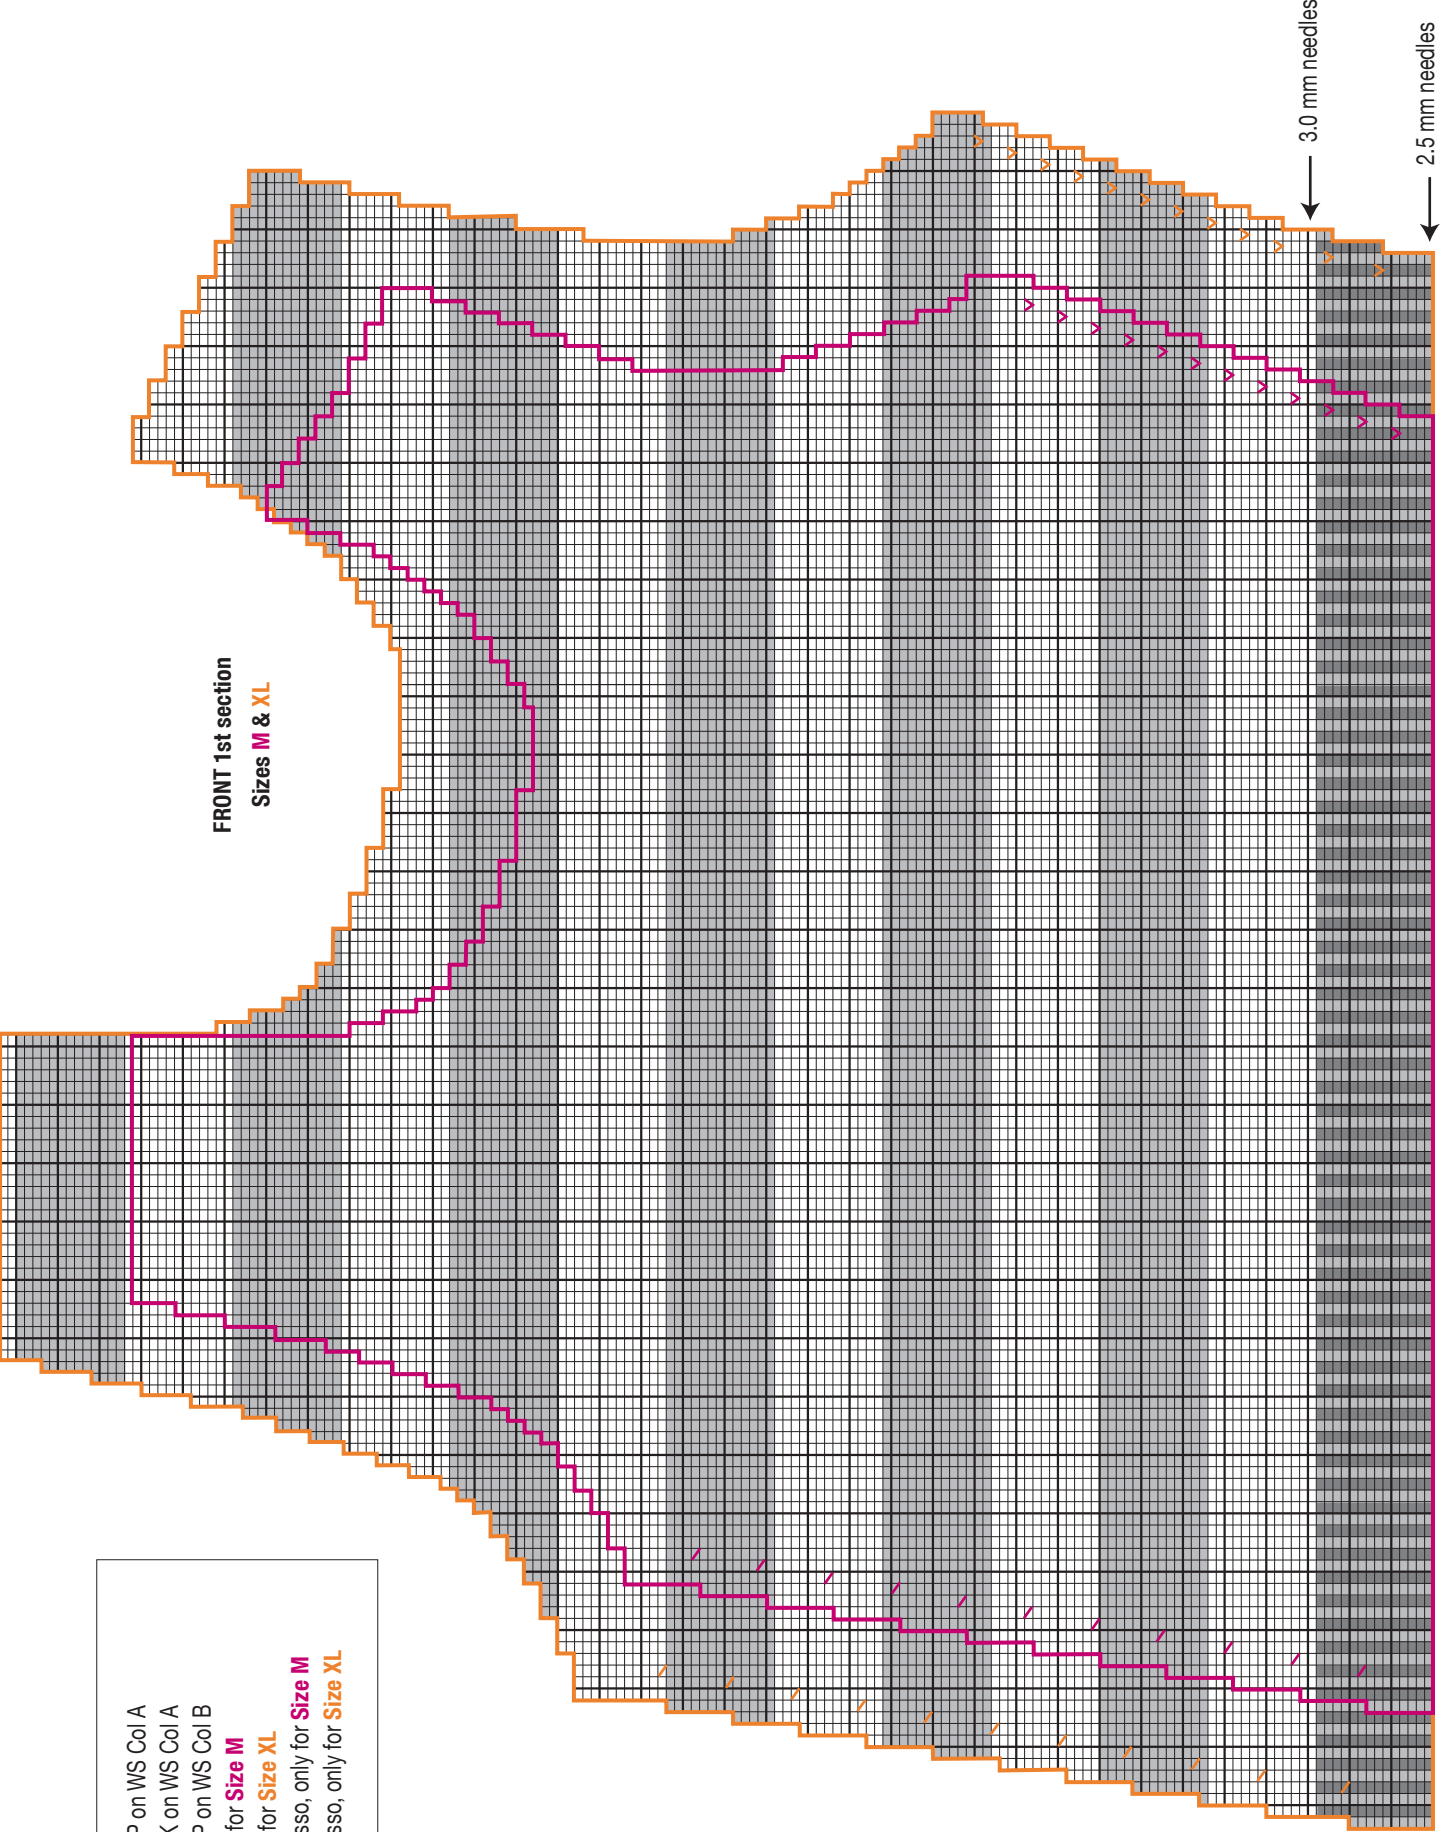 FRONT 1st section
Sizes M & XL
3.0 mm needles
2.5 mm needles
P on WS Col A
K on WS Col A
P on WS Col B
for Size M
for Size XL
sso, only for Size M
sso, only for Size XL